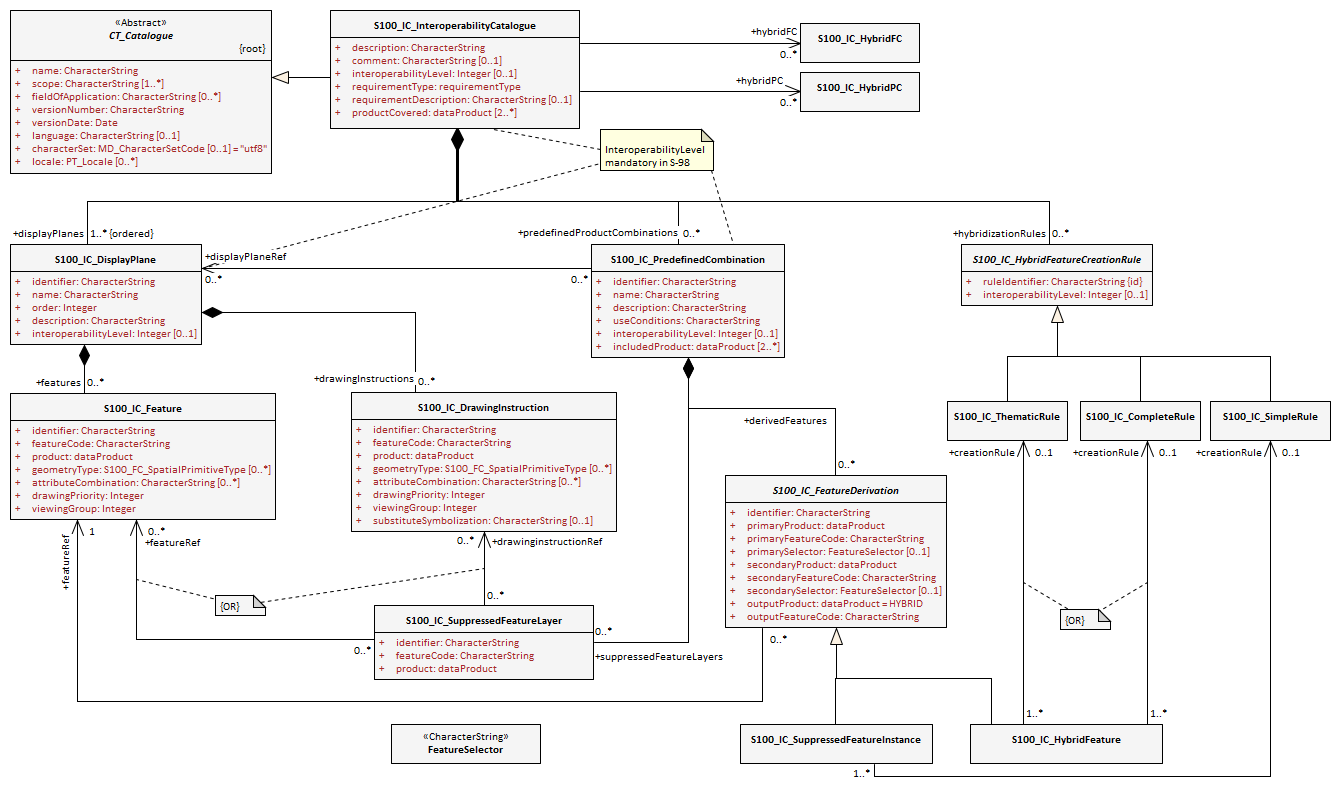 «Abstract»
CT_Catalogue
{root}
+ name: CharacterString
+ scope: CharacterString [1..*]
+ fieldOfApplication: CharacterString [0..*]
+ versionNumber: CharacterString
+ versionDate: Date
+ language: CharacterString [0..1]
+ characterSet: MD_CharacterSetCode [0..1] = "utf8"
+ locale: PT_Locale [0..*]
S100_IC_InteroperabilityCatalogue
+ description: CharacterString
+ comment: CharacterString [0..1]
+ interoperabilityLevel: Integer [0..1]
+ requirementType: requirementType
+ requirementDescription: CharacterString [0..1]
+ productCovered: dataProduct [2..*]
+hybridFC
0..*
S100_IC_HybridFC
+hybridPC
0..*
S100_IC_HybridPC
InteroperabilityLevel
mandatory in S-98
+displayPlanes
1..* {ordered}
+predefinedProductCombinations
0..*
+hybridizationRules
0..*
S100_IC_DisplayPlane
+ identifier: CharacterString
+ name: CharacterString
+ order: Integer
+ description: CharacterString
+ interoperabilityLevel: Integer [0..1]
+displayPlaneRef
0..*
0..*
S100_IC_PredefinedCombination
+ identifier: CharacterString
+ name: CharacterString
+ description: CharacterString
+ useConditions: CharacterString
+ interoperabilityLevel: Integer [0..1]
+ includedProduct: dataProduct [2..*]
S100_IC_HybridFeatureCreationRule
+ ruleIdentifier: CharacterString {id}
+ interoperabilityLevel: Integer [0..1]
+features
0..*
+drawingInstructions
0..*
S100_IC_Feature
+ identifier: CharacterString
+ featureCode: CharacterString
+ product: dataProduct
+ geometryType: S100_FC_SpatialPrimitiveType [0..*]
+ attributeCombination: CharacterString [0..*]
+ drawingPriority: Integer
+ viewingGroup: Integer
S100_IC_DrawingInstruction
+ identifier: CharacterString
+ featureCode: CharacterString
+ product: dataProduct
+ geometryType: S100_FC_SpatialPrimitiveType [0..*]
+ attributeCombination: CharacterString [0..*]
+ drawingPriority: Integer
+ viewingGroup: Integer
+ substituteSymbolization: CharacterString [0..1]
+derivedFeatures
0..*
S100_IC_ThematicRule
S100_IC_CompleteRule
S100_IC_SimpleRule
+creationRule
0..1
+creationRule
0..1
+creationRule
0..1
S100_IC_FeatureDerivation
+ identifier: CharacterString
+ primaryProduct: dataProduct
+ primaryFeatureCode: CharacterString
+ primarySelector: FeatureSelector [0..1]
+ secondaryProduct: dataProduct
+ secondaryFeatureCode: CharacterString
+ secondarySelector: FeatureSelector [0..1]
+ outputProduct: dataProduct = HYBRID
+ outputFeatureCode: CharacterString
1
+featureRef
0..*
+featureRef
0..*
+drawinginstructionRef
{OR}
0..*
S100_IC_SuppressedFeatureLayer
+ identifier: CharacterString
+ featureCode: CharacterString
+ product: dataProduct
0..*
0..*
+suppressedFeatureLayers
0..*
{OR}
«CharacterString»
FeatureSelector
S100_IC_SuppressedFeatureInstance
1..*
1..*
1..*
S100_IC_HybridFeature